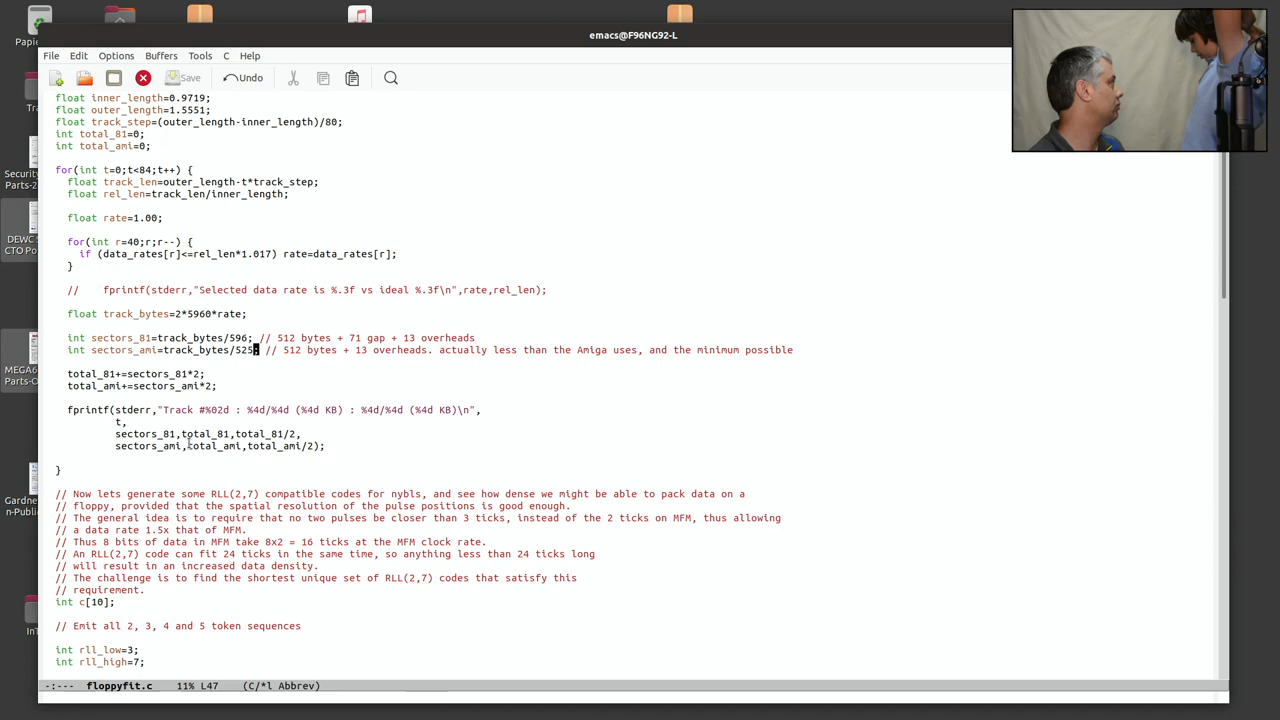 Papie
emacs@F96NG92-L
File Edit Options Buffers Tools C Help
Save Undo
float inner_length=0.9719;
float outer_length=1.5551;
float track_step=(outer_length-inner_length)/80;
int total_81=0;
int total_ami=0;
for(int t=0;t<84;t++) {
float track_len=outer_length-t*track_step;
float rel_len=track_len/inner_length;
float rate=1.00;
for(int r=40;r;r--) {
if (data_rates[r]<=rel_len*1.017) rate=data_rates[r];
}
// fprintf(stderr,"Selected data rate is %.3f vs ideal %.3f\n",rate,rel_len);
float track_bytes=2*5960*rate;
int sectors_81=track_bytes/596; // 512 bytes + 71 gap + 13 overheads
int sectors_ami=track_bytes/525; // 512 bytes + 13 overheads. actually less than the Amiga uses, and the minimum possible
total_81+=sectors_81*2;
total_ami+=sectors_ami*2;
fprintf(stderr,"Track #%02d : %4d/%4d (%4d KB) : %4d/%4d (%4d KB)\n",
t,
sectors_81,total_81,total_81/2,
sectors_ami,total_ami,total_ami/2);
}
// Now lets generate some RLL(2,7) compatible codes for nybls, and see how dense we might be able to pack data on a
// floppy, provided that the spatial resolution of the pulse positions is good enough.
// The general idea is to require that no two pulses be closer than 3 ticks, instead of the 2 ticks on MFM, thus allowing
// a data rate 1.5x that of MFM.
// Thus 8 bits of data in MFM take 8x2 = 16 ticks at the MFM clock rate.
// An RLL(2,7) code can fit 24 ticks in the same time, so anything less than 24 ticks long
// will result in an increased data density.
// The challenge is to find the shortest unique set of RLL(2,7) codes that satisfy this
// requirement.
int c[10];
// Emit all 2, 3, 4 and 5 token sequences
int rll_low=3;
int rll_high=7;
-:--- floppyfit.c 11% L47 (C/*l Abbrev)
Tra
Security
Parts-2
DEWC S
CTO Po
MEGA6
Parts-O
Gardne
n-Public
InT